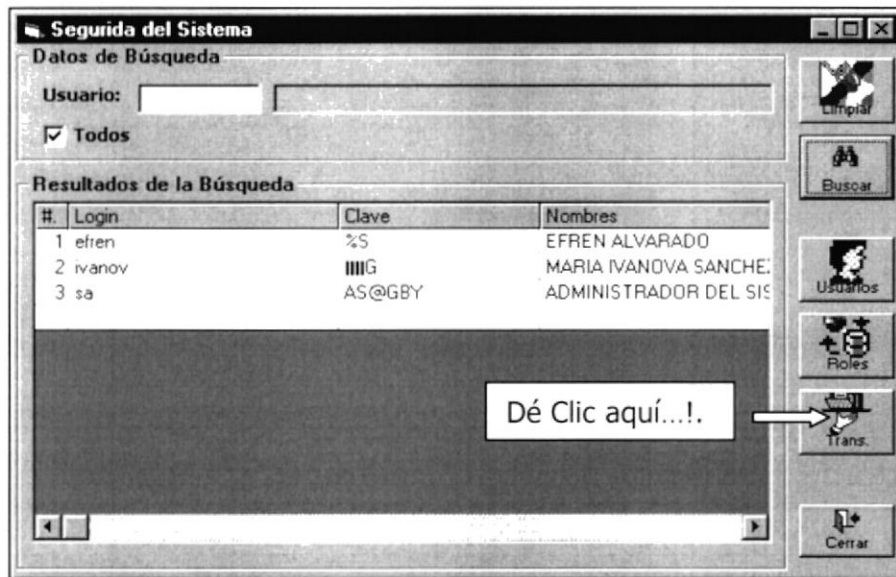 Segurida del Sistema
Datos de Búsqueda
Usuario:
Todos
Limpiar
Buscar
Resultados de la Búsqueda
#. Login Clave Nombres
1 efren %S EFREN ALVARADO
2 ivanov G MARIA IVANOVA SANCHE
3 sa AS@GBY ADMINISTRADOR DEL SIS
Usuarios
Roles
Dé Clic aquí...!.
Trans.
Cerrar